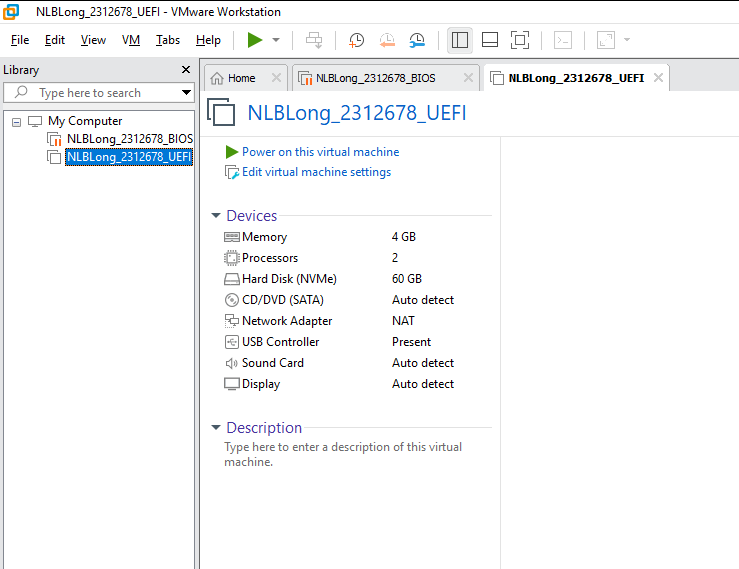 NLBLong_2312678_UEFI - VMware Workstation
File Edit View VM Tabs Help
Library
Type here to search
My Computer
NLBLong_2312678_BIOS
NLBLong_2312678_UEFI
Home NLBLong_2312678_BIOS NLBLong_2312678_UEFI
NLBLong_2312678_UEFI
Power on this virtual machine
Edit virtual machine settings
Devices
Memory 4 GB
Processors 2
Hard Disk (NVMe) 60 GB
CD/DVD (SATA) Auto detect
Network Adapter NAT
USB Controller Present
Sound Card Auto detect
Display Auto detect
Description
Type here to enter a description of this virtual
machine.